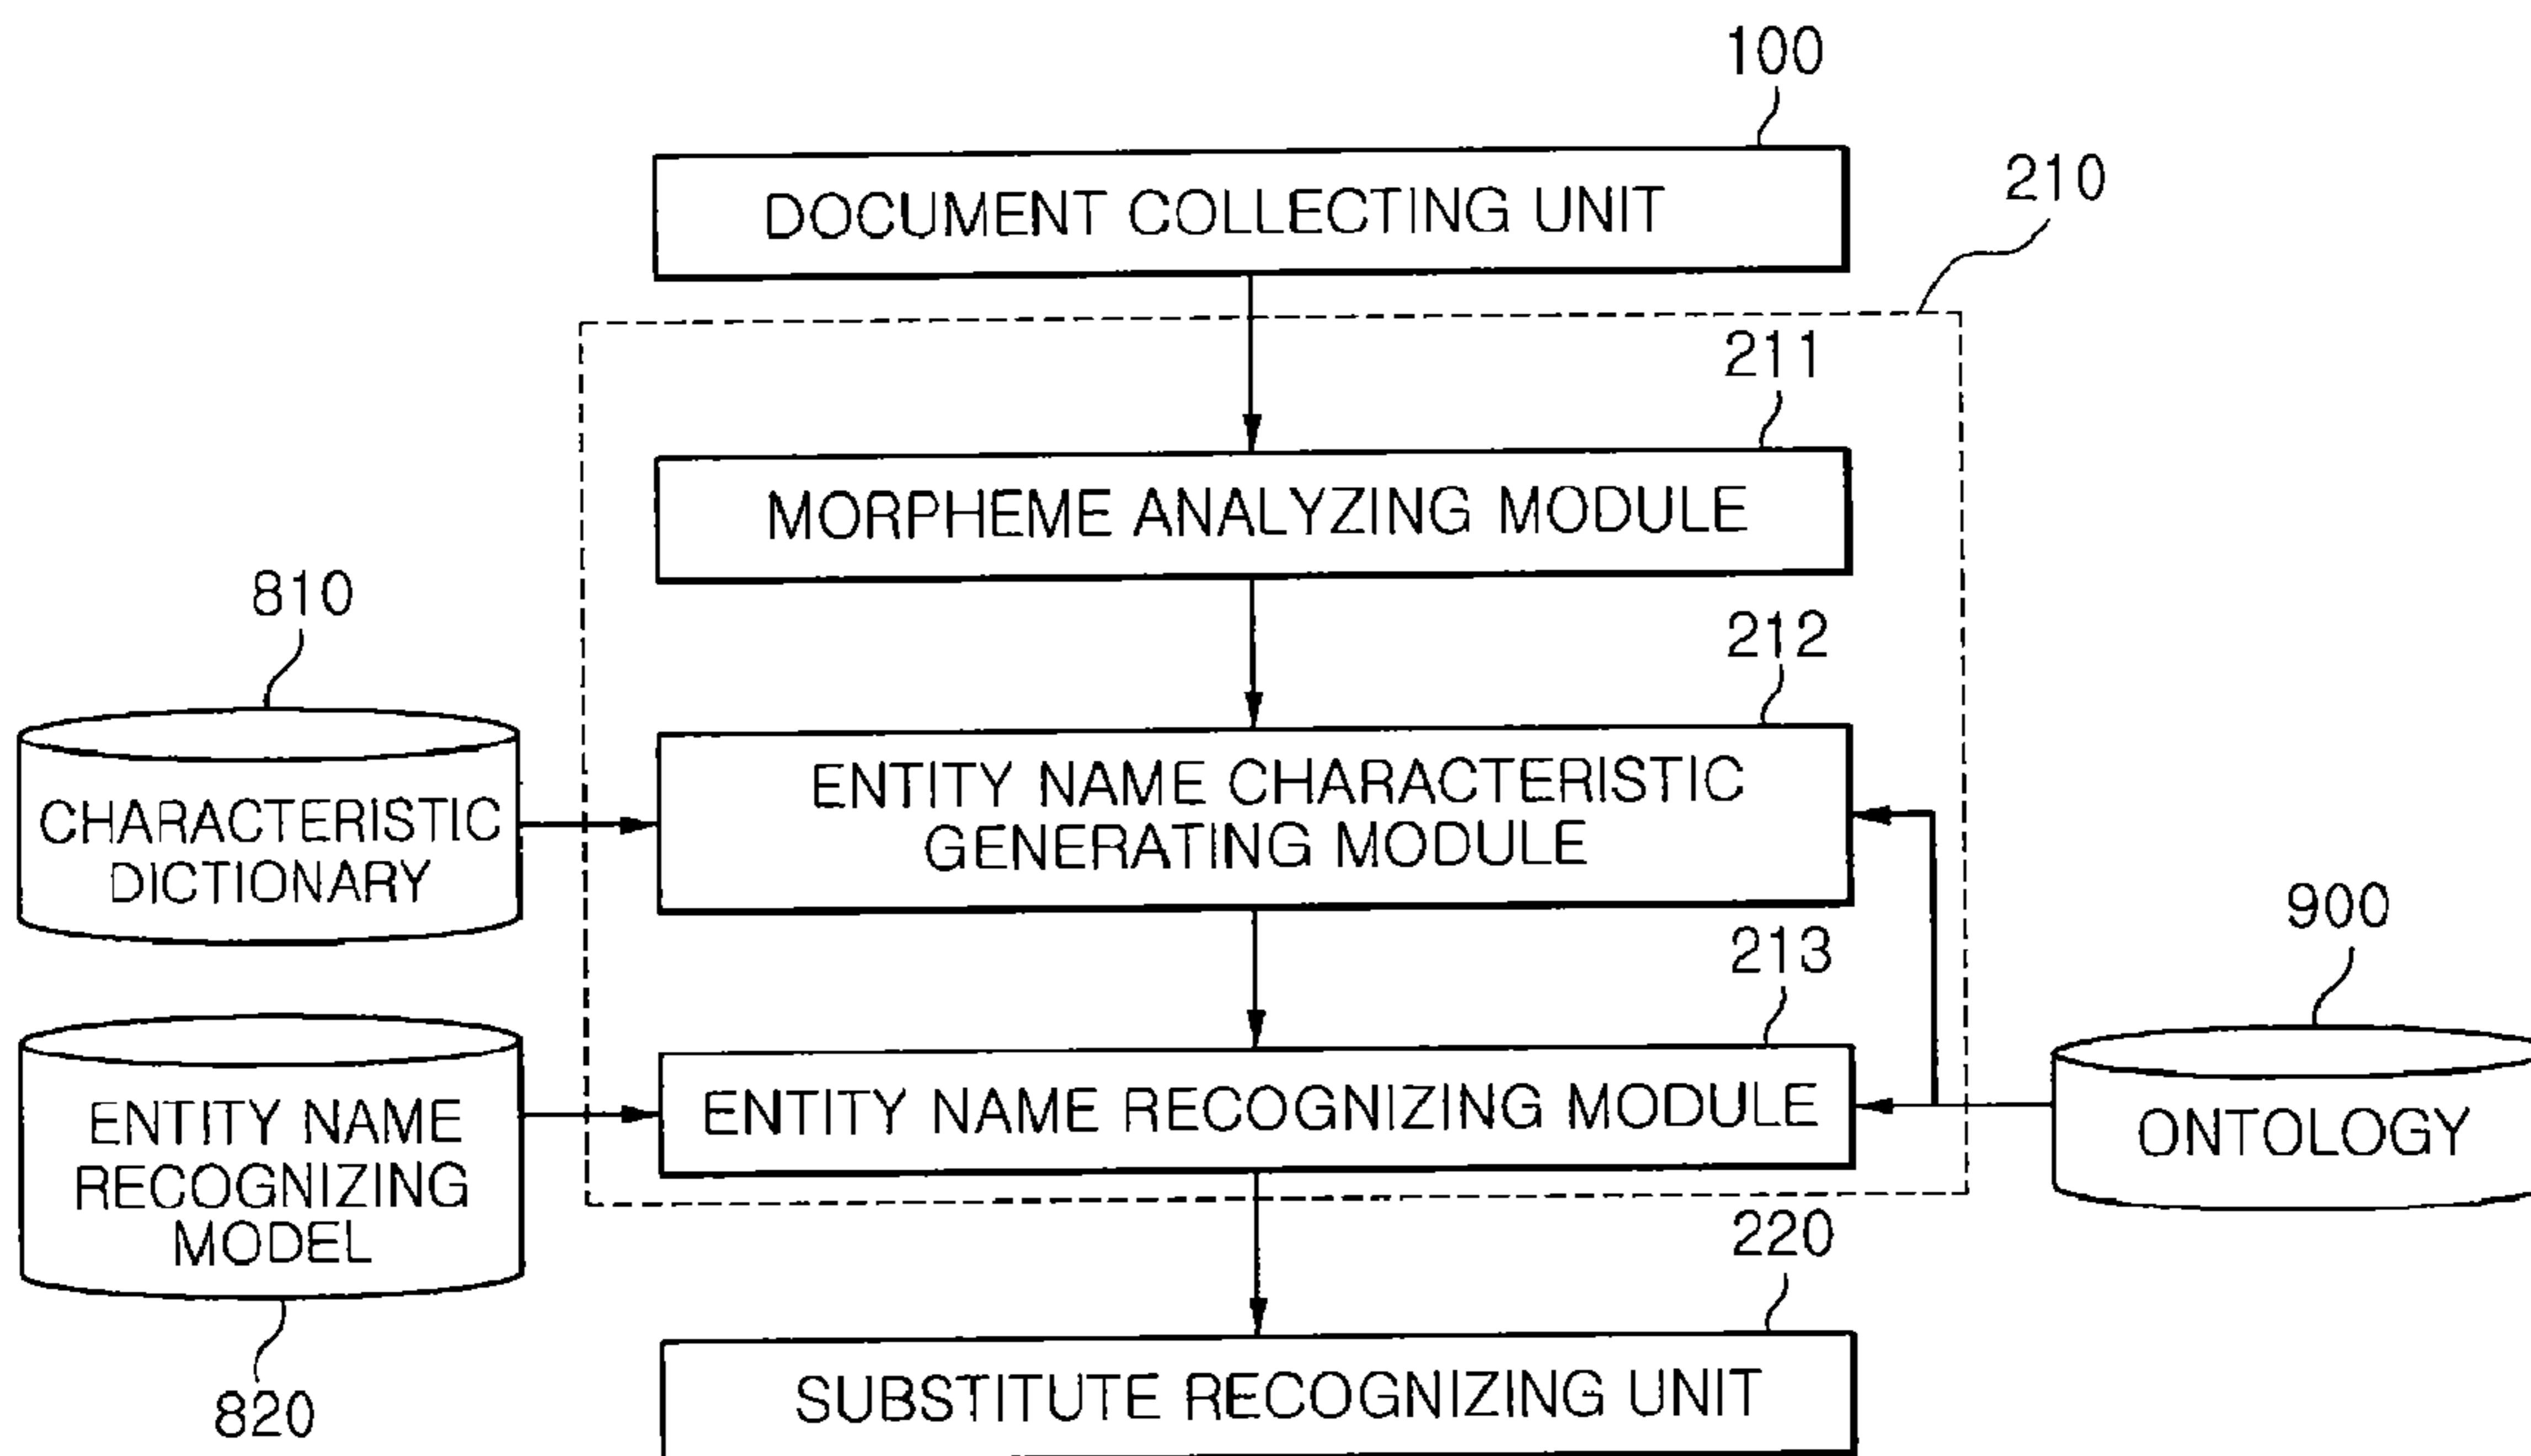 100
DOCUMENT COLLECTING UNIT
210
211
MORPHEME ANALYZING MODULE
810
212
CHARACTERISTIC
DICTIONARY
ENTITY NAME CHARACTERISTIC
GENERATING MODULE
900
213
ENTITY NAME
RECOGNIZING
MODEL
ENTITY NAME RECOGNIZING MODULE
ONTOLOGY
220
820
SUBSTITUTE RECOGNIZING UNIT